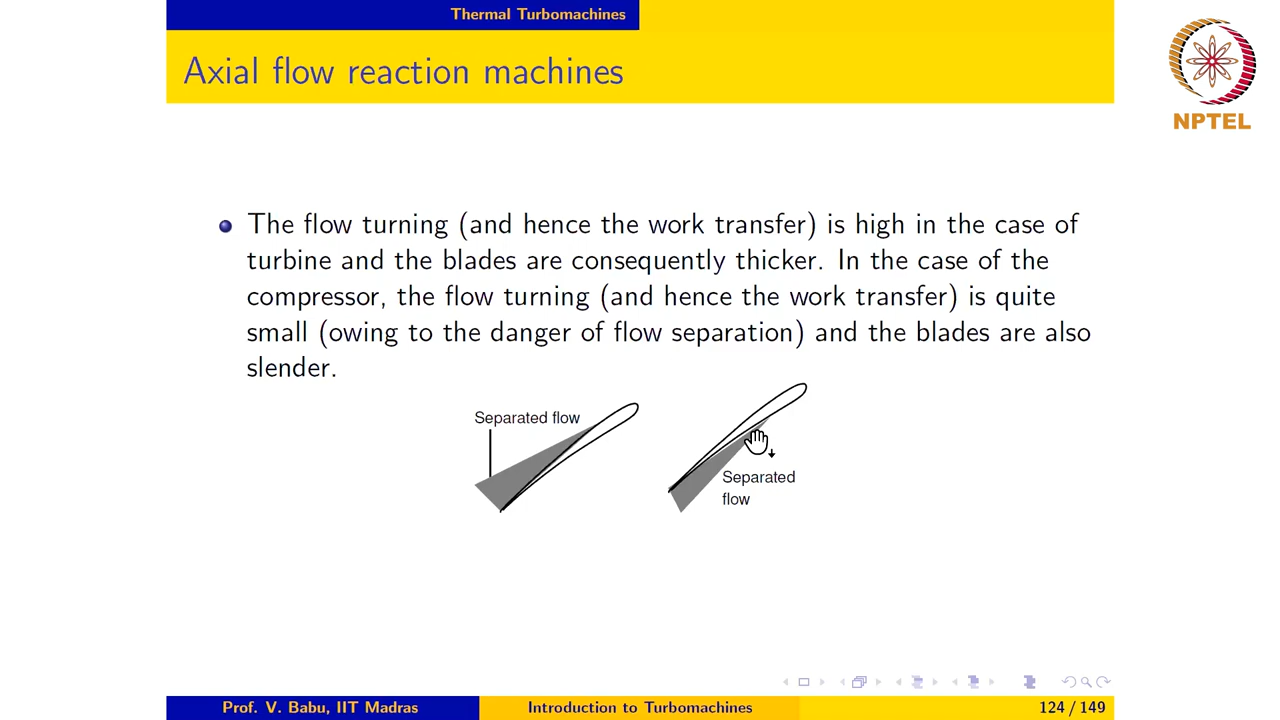 Thermal Turbomachines
Axial flow reaction machines
NPTEL
The flow turning (and hence the work transfer) is high in the case of
turbine and the blades are consequently thicker. In the case of the
compressor, the flow turning (and hence the work transfer) is quite
small (owing to the danger of flow separation) and the blades are also
slender.
Separated flow
Separated
flow
Prof. V. Babu, IIT Madras
Introduction to Turbomachines
124 / 149